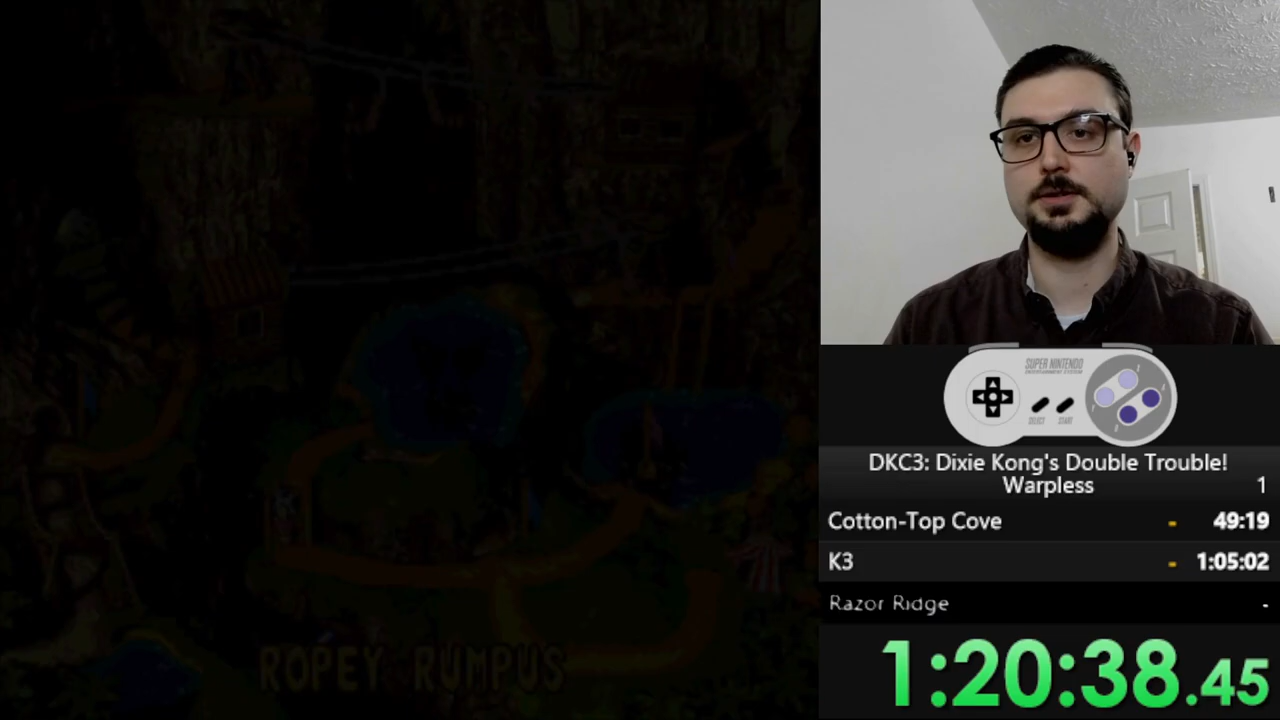 SUPER NINTENDO
ENTERTAINMENT SYSTEM
SELECT START
DKC3: Dixie Kong's Double Trouble!
Warpless 1
Cotton-Top Cove - 49:19
K3 - 1:05:02
Razor Ridge -
ROPEY RUMPUS
1:20:38.45